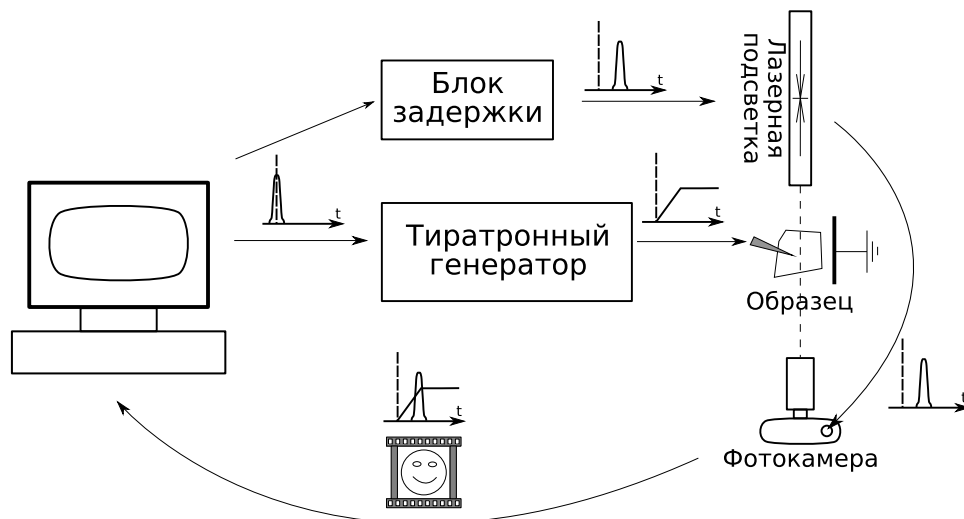 Блок
задержки
t
Лазерная
подсветка
t
Тиратронный
генератор
t
Образец
t
t
Фотокамера